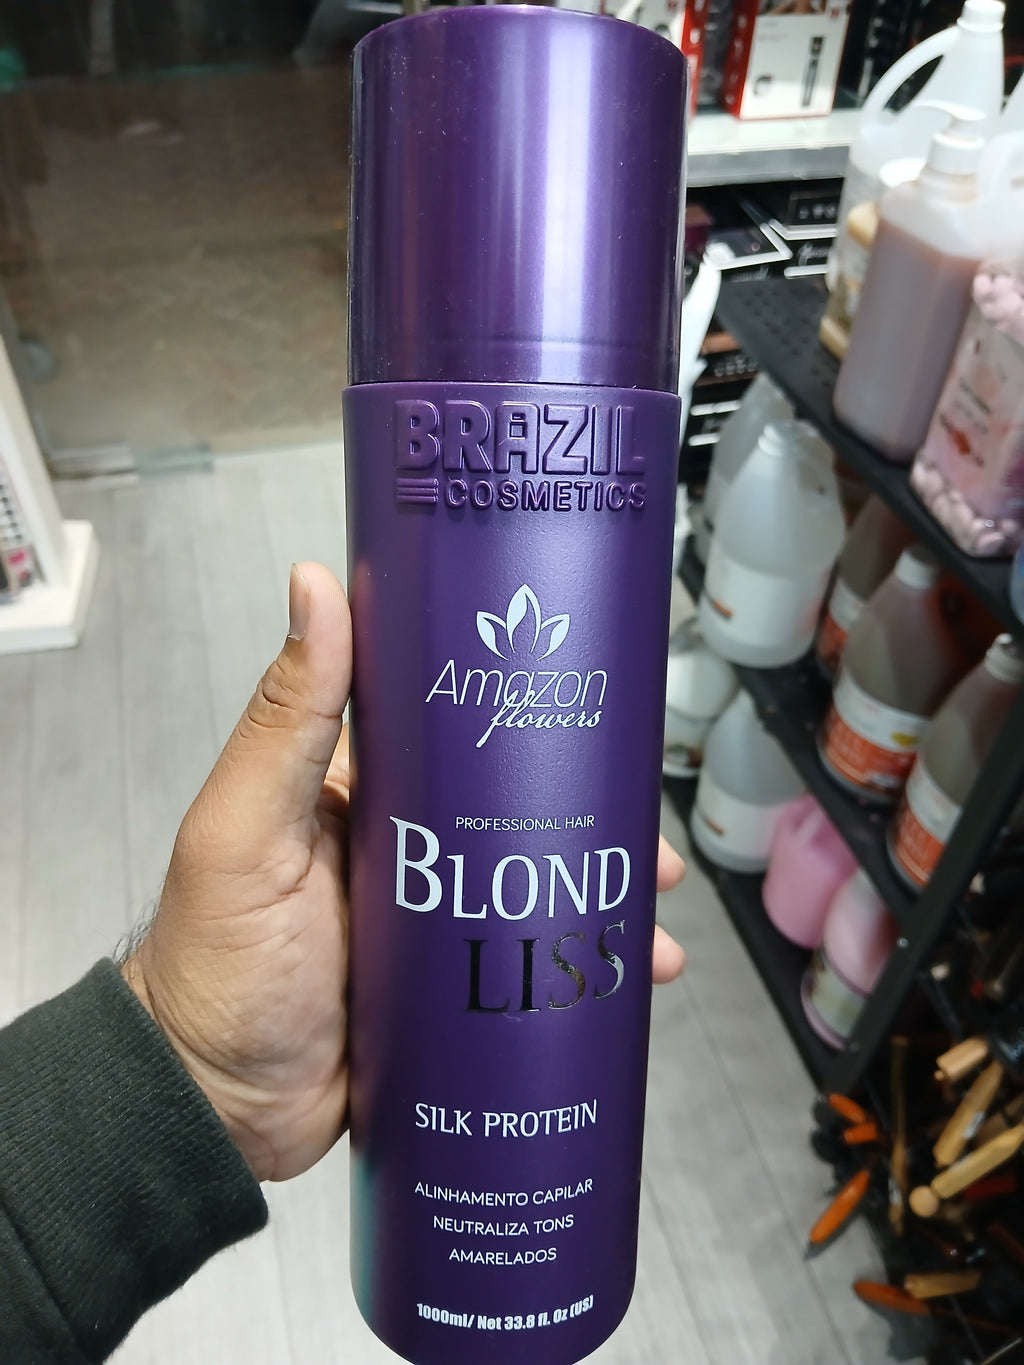 BRAZIL
COSMETICS
Amazon
flowers
PROFESSIONAL HAIR
BLOND
LISS
SILK PROTEIN
ALINHAMENTO CAPILAR
NEUTRALIZA TONS
AMARELADOS
1000ml/ Net 33.8 fl. Oz (US)